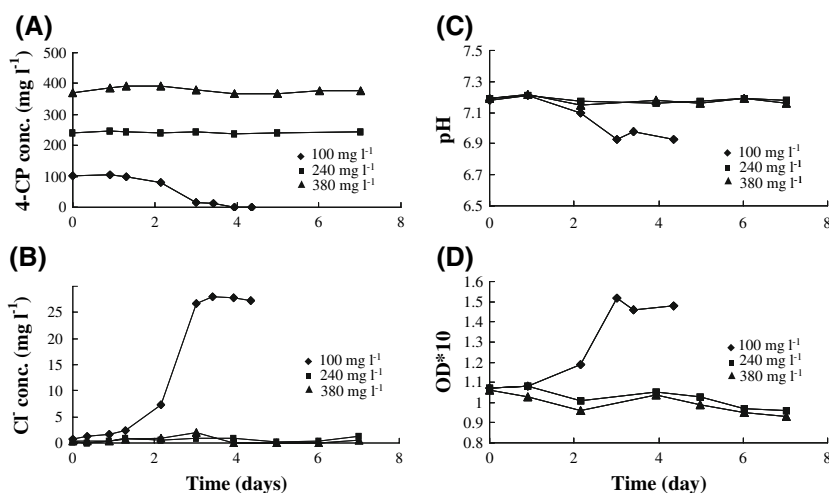 (A)
4-CP conc. (mg l⁻¹)
500
400
300
200
100
0
0 2 4 6 8
100 mg l⁻¹
240 mg l⁻¹
380 mg l⁻¹
(B)
Cl⁻ conc. (mg l⁻¹)
25
20
15
10
5
0
0 2 4 6 8
100 mg l⁻¹
240 mg l⁻¹
380 mg l⁻¹
Time (days)
(C)
pH
7.5
7.3
7.1
6.9
6.7
6.5
0 2 4 6 8
100 mg l⁻¹
240 mg l⁻¹
380 mg l⁻¹
(D)
OD*10
1.6
1.5
1.4
1.3
1.2
1.1
1
0.9
0.8
0 2 4 6 8
100 mg l⁻¹
240 mg l⁻¹
380 mg l⁻¹
Time (day)